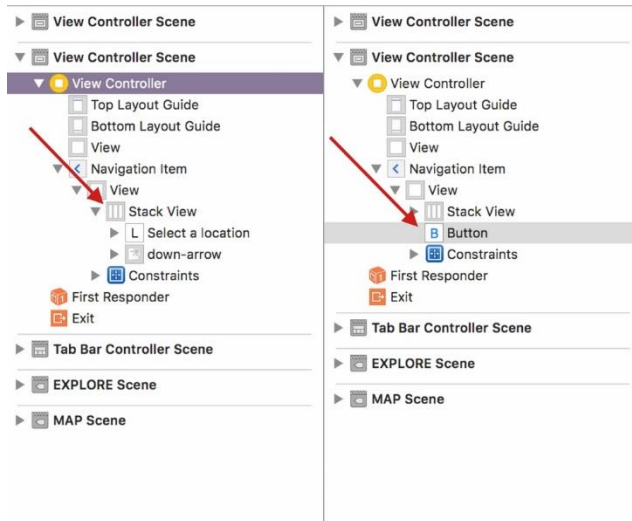 View Controller Scene
View Controller Scene
View Controller
Top Layout Guide
Bottom Layout Guide
View
Navigation Item
View
Stack View
L Select a location
down-arrow
Constraints
First Responder
Exit
Tab Bar Controller Scene
EXPLORE Scene
MAP Scene
View Controller Scene
View Controller Scene
View Controller
Top Layout Guide
Bottom Layout Guide
View
Navigation Item
View
Stack View
B Button
Constraints
First Responder
Exit
Tab Bar Controller Scene
EXPLORE Scene
MAP Scene